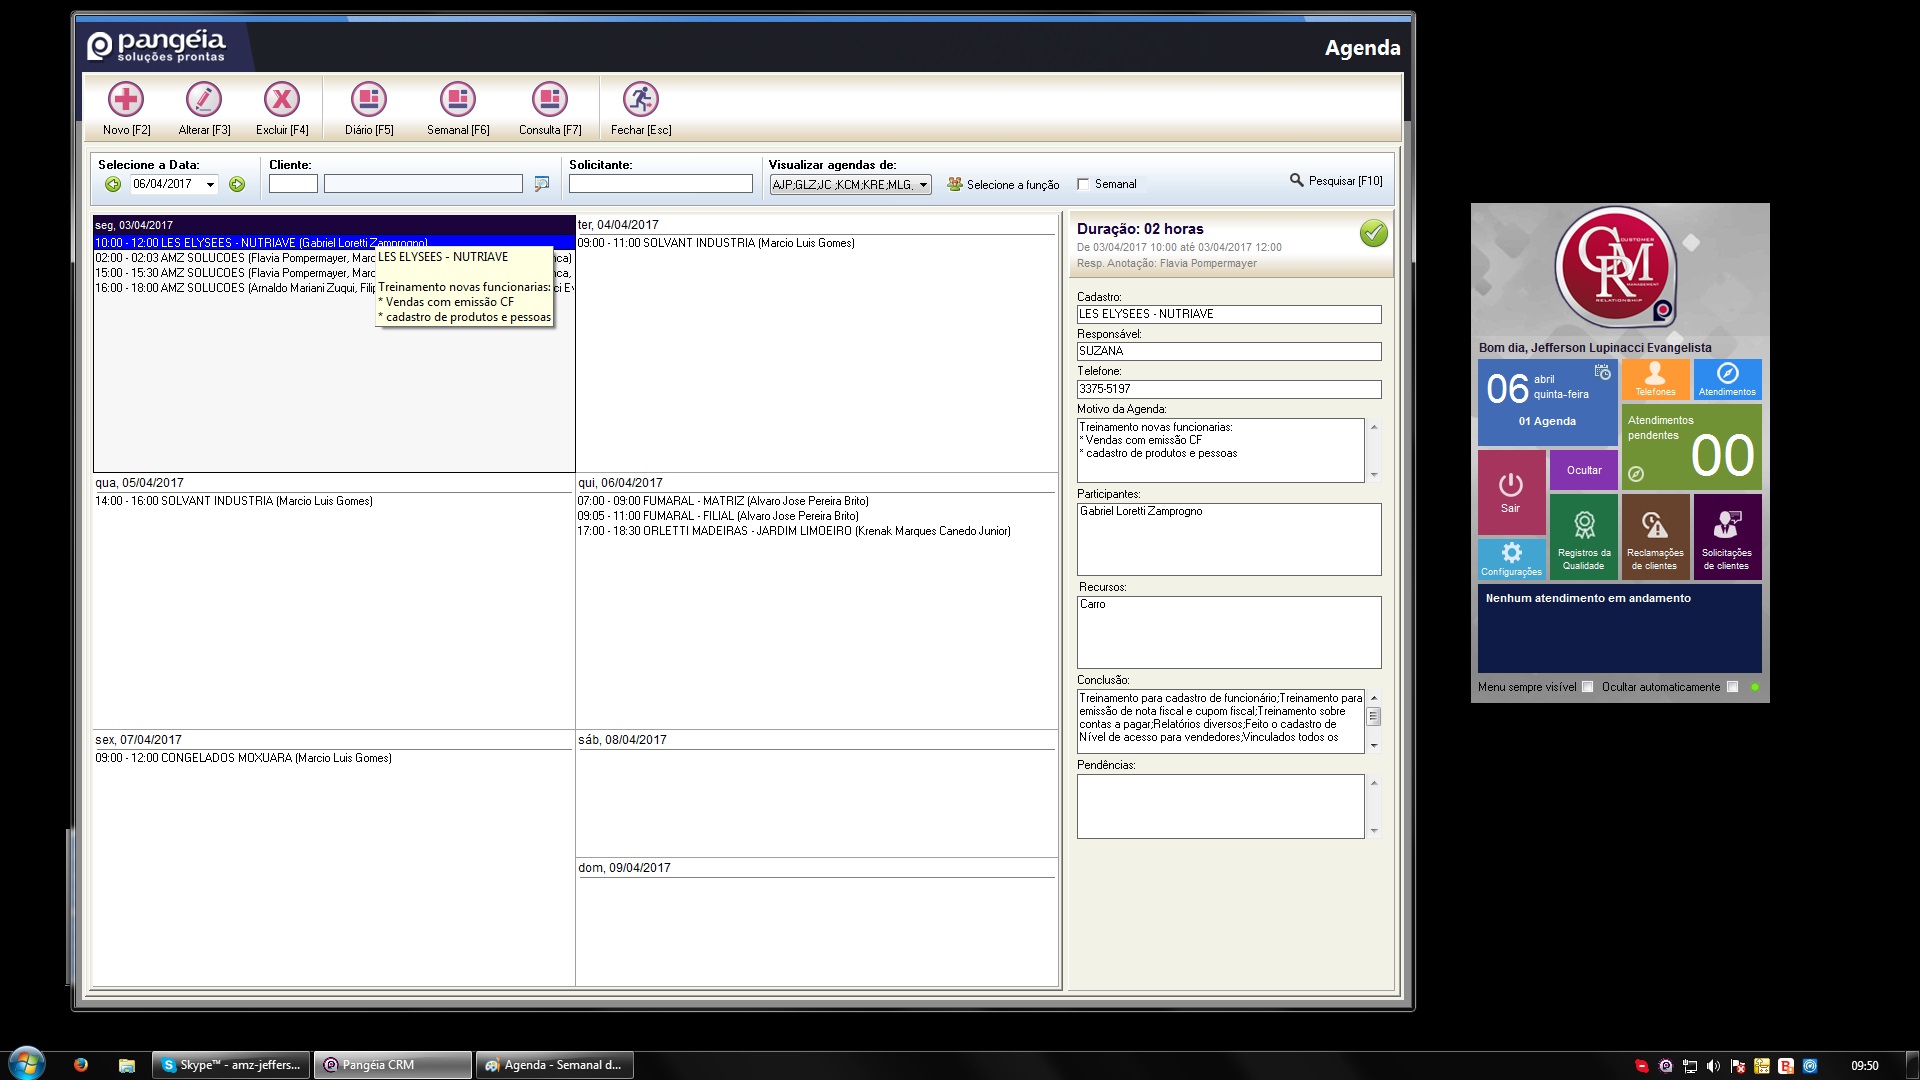 pangéia
soluções prontas
Agenda
Novo [F2]
Alterar [F3]
Excluir [F4]
Diário [F5]
Semanal [F6]
Consulta [F7]
Fechar [Esc]
Selecione a Data:
06/04/2017
Cliente:
Solicitante:
Visualizar agendas de:
AJP;GLZ;JC ;KCM;KRE;MLG,
Selecione a função
Semanal
Pesquisar [F10]
seg, 03/04/2017
10:00 - 12:00 LES ELYSEES - NUTRIAVE (Gabriel Loretti Zamprogno)
02:00 - 02:03 AMZ SOLUCOES (Flavia Pompermayer, Marc
15:00 - 15:30 AMZ SOLUCOES (Flavia Pompermayer, Marc
16:00 - 18:00 AMZ SOLUCOES (Arnaldo Mariani Zuqui, Filip
LES ELYSEES - NUTRIAVE
Treinamento novas funcionarias:
* Vendas com emissão CF
* cadastro de produtos e pessoas
ter, 04/04/2017
09:00 - 11:00 SOLVANT INDUSTRIA (Marcio Luis Gomes)
qua, 05/04/2017
14:00 - 16:00 SOLVANT INDUSTRIA (Marcio Luis Gomes)
qui, 06/04/2017
07:00 - 09:00 FUMARAL - MATRIZ (Alvaro Jose Pereira Brito)
09:05 - 11:00 FUMARAL - FILIAL (Alvaro Jose Pereira Brito)
17:00 - 18:30 ORLETTI MADEIRAS - JARDIM LIMOEIRO (Krenak Marques Canedo Junior)
sex, 07/04/2017
09:00 - 12:00 CONGELADOS MOXUARA (Marcio Luis Gomes)
sáb, 08/04/2017
dom, 09/04/2017
Duração: 02 horas
De 03/04/2017 10:00 até 03/04/2017 12:00
Resp. Anotação: Flavia Pompermayer
Cadastro:
LES ELYSEES - NUTRIAVE
Responsável:
SUZANA
Telefone:
3375-5197
Motivo da Agenda:
Treinamento novas funcionarias:
* Vendas com emissão CF
* cadastro de produtos e pessoas
Participantes:
Gabriel Loretti Zamprogno
Recursos:
Carro
Conclusão:
Treinamento para cadastro de funcionário;Treinamento para
emissão de nota fiscal e cupom fiscal;Treinamento sobre
contas a pagar;Relatórios diversos;Feito o cadastro de
Nível de acesso para vendedores;Vinculados todos os
Pendências:
CUSTOMER
CRM
MANAGEMENT
RELATIONSHIP
Bom dia, Jefferson Lupinacci Evangelista
06
abril
quinta-feira
01 Agenda
Telefones
Atendimentos
Atendimentos
pendentes
00
Sair
Ocultar
Configurações
Registros da
Qualidade
Reclamações
de clientes
Solicitações
de clientes
Nenhum atendimento em andamento
Menu sempre visível
Ocultar automaticamente
Skype™ - amz-jeffers...
Pangéia CRM
Agenda - Semanal d...
09:50